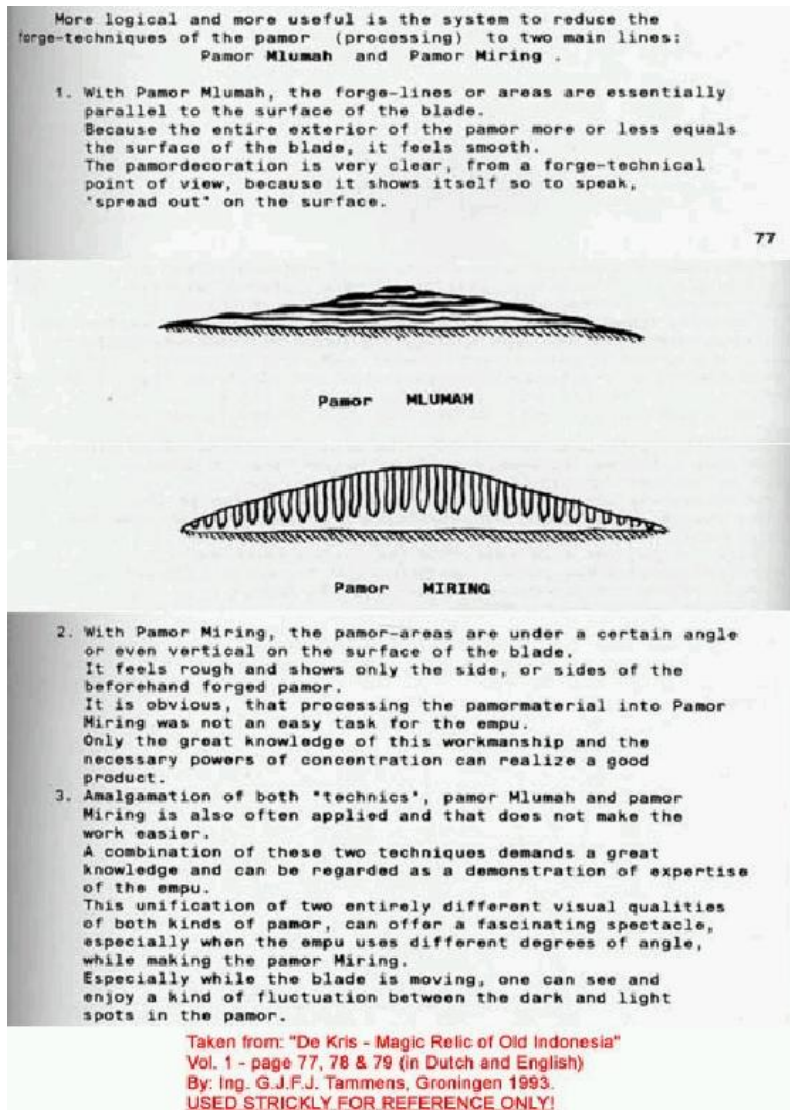 More logical and more useful is the system to reduce the
forge-techniques of the pamor (processing) to two main lines:
Pamor Mlumah and Pamor Miring .
1. With Pamor Mlumah, the forge-lines or areas are essentially
parallel to the surface of the blade.
Because the entire exterior of the pamor more or less equals
the surface of the blade, it feels smooth.
The pamordecoration is very clear, from a forge-technical
point of view, because it shows itself so to speak,
"spread out" on the surface.
77
Pamor MLUMAH
Pamor MIRING
2. With Pamor Miring, the pamor-areas are under a certain angle
or even vertical on the surface of the blade.
It feels rough and shows only the side, or sides of the
beforehand forged pamor.
It is obvious, that processing the pamormaterial into Pamor
Miring was not an easy task for the empu.
Only the great knowledge of this workmanship and the
necessary powers of concentration can realize a good
product.
3. Amalgamation of both "technics", pamor Mlumah and pamor
Miring is also often applied and that does not make the
work easier.
A combination of these two techniques demands a great
knowledge and can be regarded as a demonstration of expertise
of the empu.
This unification of two entirely different visual qualities
of both kinds of pamor, can offer a fascinating spectacle,
especially when the empu uses different degrees of angle,
while making the pamor Miring.
Especially while the blade is moving, one can see and
enjoy a kind of fluctuation between the dark and light
spots in the pamor.
Taken from: "De Kris - Magic Relic of Old Indonesia"
Vol. 1 - page 77, 78 & 79 (in Dutch and English)
By: Ing. G.J.F.J. Tammens, Groningen 1993.
USED STRICKLY FOR REFERENCE ONLY!